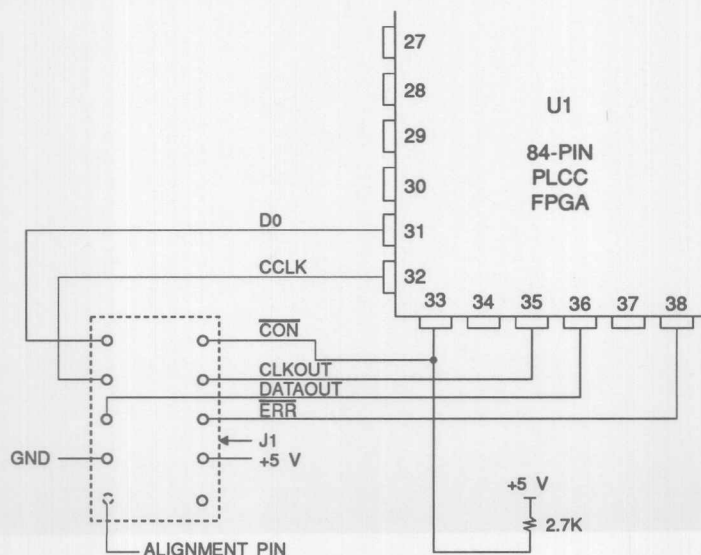 27
28
29
30
31
32
33
34
35
36
37
38
U1
84-PIN
PLCC
FPGA
D0
CCLK
CON
CLKOUT
DATAOUT
ERR
J1
+5 V
GND
ALIGNMENT PIN
+5 V
2.7K